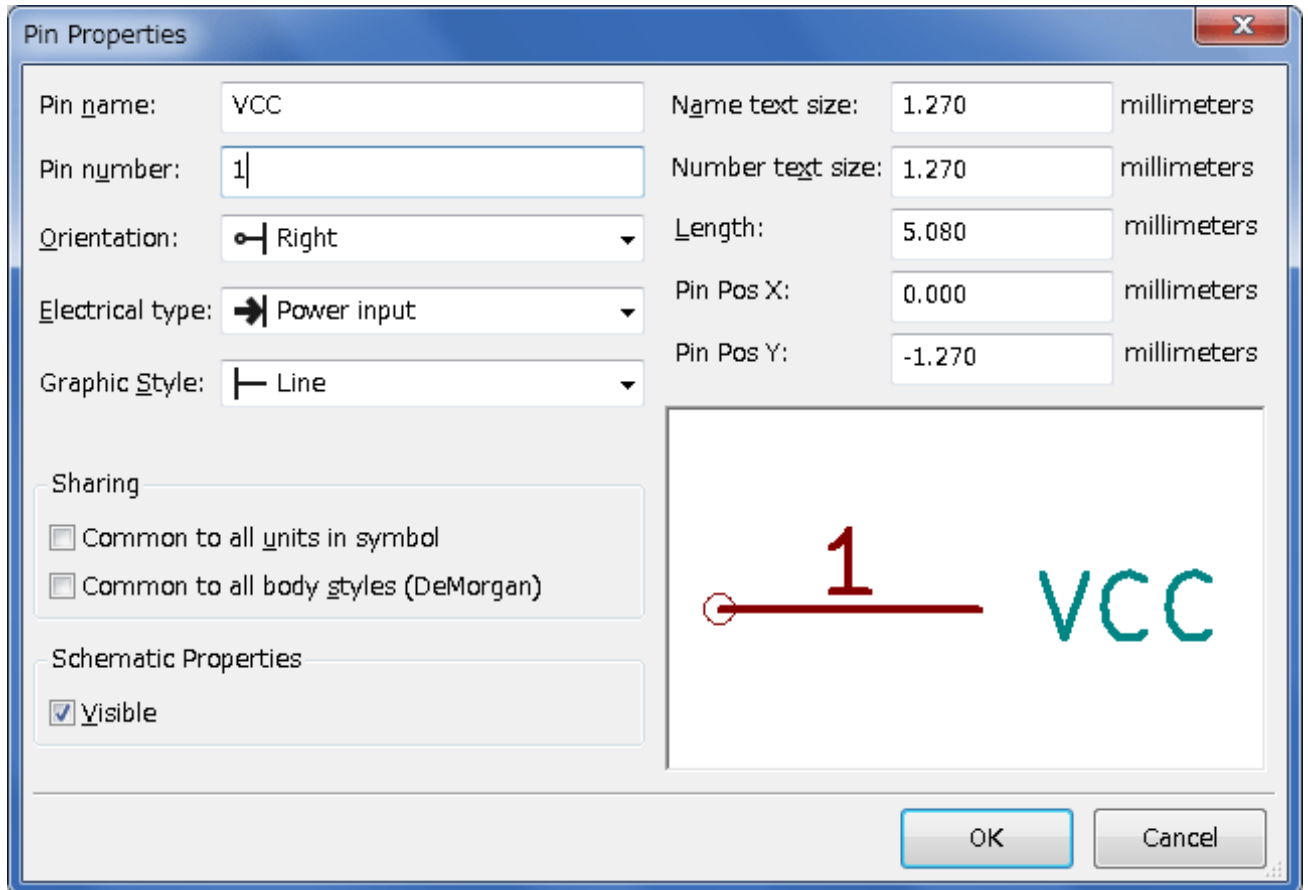 Pin Properties
Pin name: VCC
Pin number: 1
Orientation: Right
Electrical type: Power input
Graphic Style: Line
Sharing
Common to all units in symbol
Common to all body styles (DeMorgan)
Schematic Properties
Visible
Name text size: 1.270 millimeters
Number text size: 1.270 millimeters
Length: 5.080 millimeters
Pin Pos X: 0.000 millimeters
Pin Pos Y: -1.270 millimeters
1
VCC
OK Cancel